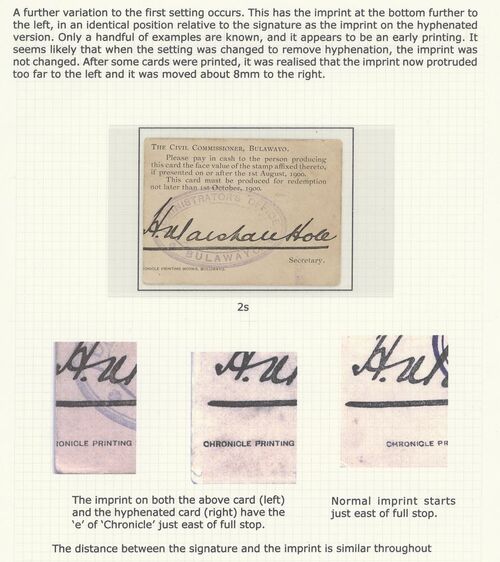 A further variation to the first setting occurs. This has the imprint at the bottom further to
the left, in an identical position relative to the signature as the imprint on the hyphenated
version. Only a handful of examples are known, and it appears to be an early printing. It
seems likely that when the setting was changed to remove hyphenation, the imprint was
not changed. After some cards were printed, it was realised that the imprint now protruded
too far to the left and it was moved about 8mm to the right.
THE CIVIL COMMISSIONER, BULAWAYO.
Please pay in cash to the person producing
this card the face value of the stamp affixed thereto,
if presented on or after the 1st August, 1900.
This card must be produced for redemption
not later than 1st October, 1900.
ADMINISTRATOR'S OFFICE
H. Marshall Hole
BULAWAYO
Secretary.
ONICLE PRINTING WORKS, BULAWAYO.
2s
H.
IRONICLE PRINTING
H.
CHRONICLE PRINTING
H.
CHRONICLE PR
The imprint on both the above card (left)
and the hyphenated card (right) have the
'e' of 'Chronicle' just east of full stop.
Normal imprint starts
just east of full stop.
The distance between the signature and the imprint is similar throughout